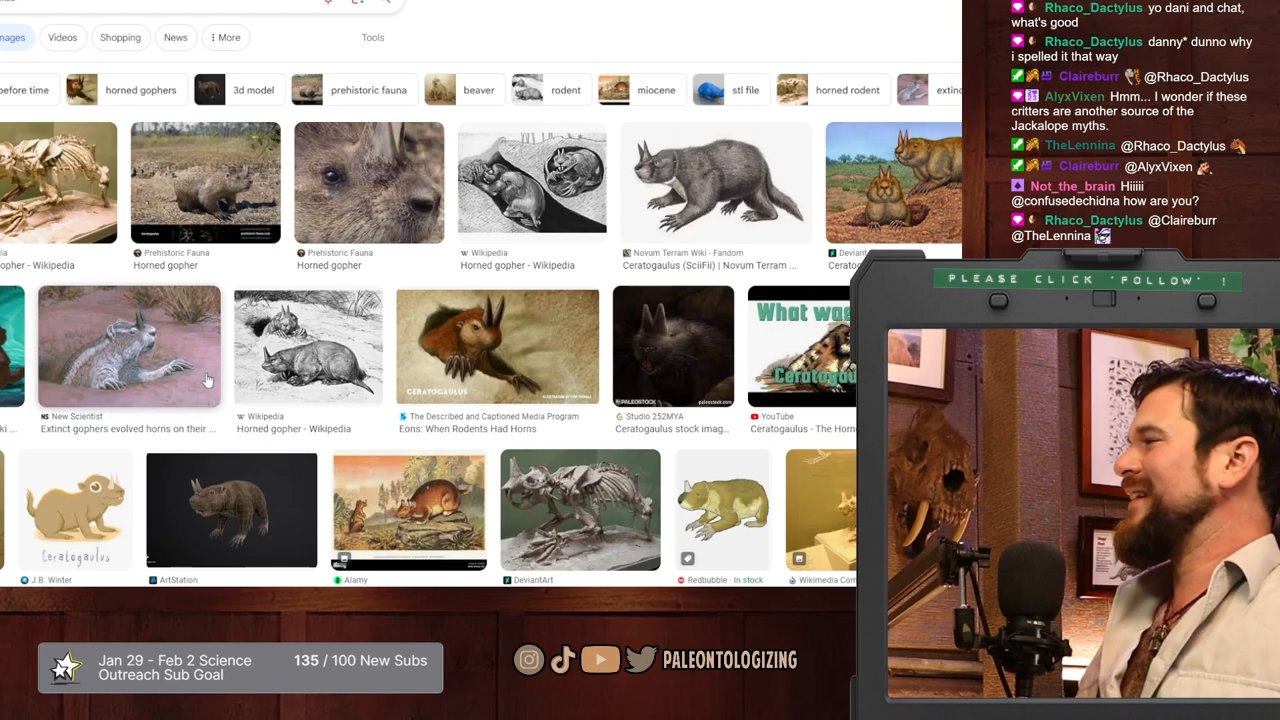 Images
Videos
Shopping
News
More
Tools
before time
horned gophers
3d model
prehistoric fauna
beaver
rodent
miocene
stl file
horned rodent
gopher - Wikipedia
Prehistoric Fauna
Horned gopher
Prehistoric Fauna
Horned gopher
Wikipedia
Horned gopher - Wikipedia
Novum Terram Wiki - Fandom
Ceratogaulus (SciiFii) | Novum Terram ...
New Scientist
Extinct gophers evolved horns on their ...
Wikipedia
Horned gopher - Wikipedia
CERATOGAULUS
The Described and Captioned Media Program
Eons: When Rodents Had Horns
PALEOSTOCK
Studio 252MYA
Ceratogaulus stock imag...
What was
YouTube
Ceratogaulus - The Horn
Ceratogaulus
J.B. Winter
ArtStation
Alamy
DeviantArt
Redbubble · In stock
Wikimedia Com
Rhaco_Dactylus yo dani and chat,
what's good
Rhaco_Dactylus danny* dunno why
i spelled it that way
Claireburr @Rhaco_Dactylus
AlyxVixen Hmm... I wonder if these
critters are another source of the
Jackalope myths.
TheLennina @Rhaco_Dactylus
Claireburr @AlyxVixen
Not_the_brain Hiiiii
@confusedechidna how are you?
Rhaco_Dactylus @Claireburr
@TheLennina
PLEASE CLICK 'FOLLOW' !
Jan 29 - Feb 2 Science
Outreach Sub Goal
135 / 100 New Subs
PALEONTOLOGIZING